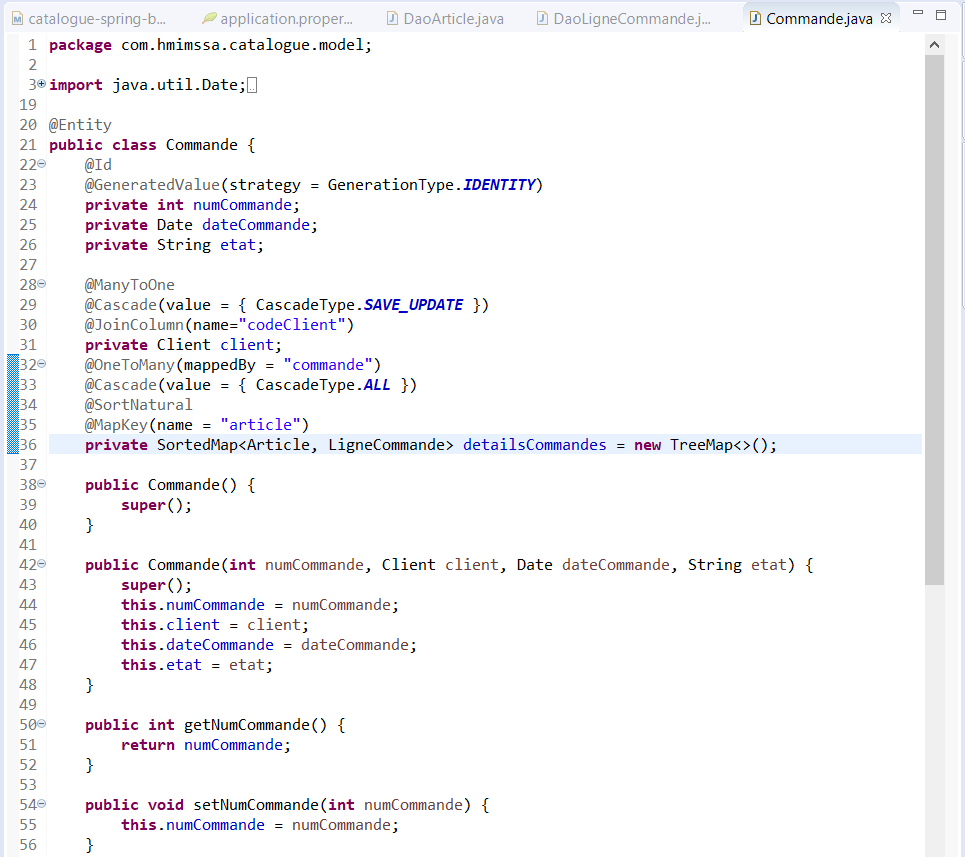 catalogue-spring-b... application.proper... DaoArticle.java DaoLigneCommande.j... Commande.java
1 package com.hmimssa.catalogue.model;
2
3 import java.util.Date;
19
20 @Entity
21 public class Commande {
22 @Id
23 @GeneratedValue(strategy = GenerationType.IDENTITY)
24 private int numCommande;
25 private Date dateCommande;
26 private String etat;
27
28 @ManyToOne
29 @Cascade(value = { CascadeType.SAVE_UPDATE })
30 @JoinColumn(name="codeClient")
31 private Client client;
32 @OneToMany(mappedBy = "commande")
33 @Cascade(value = { CascadeType.ALL })
34 @SortNatural
35 @MapKey(name = "article")
36 private SortedMap<Article, LigneCommande> detailsCommandes = new TreeMap<>();
37
38 public Commande() {
39 super();
40 }
41
42 public Commande(int numCommande, Client client, Date dateCommande, String etat) {
43 super();
44 this.numCommande = numCommande;
45 this.client = client;
46 this.dateCommande = dateCommande;
47 this.etat = etat;
48 }
49
50 public int getNumCommande() {
51 return numCommande;
52 }
53
54 public void setNumCommande(int numCommande) {
55 this.numCommande = numCommande;
56 }